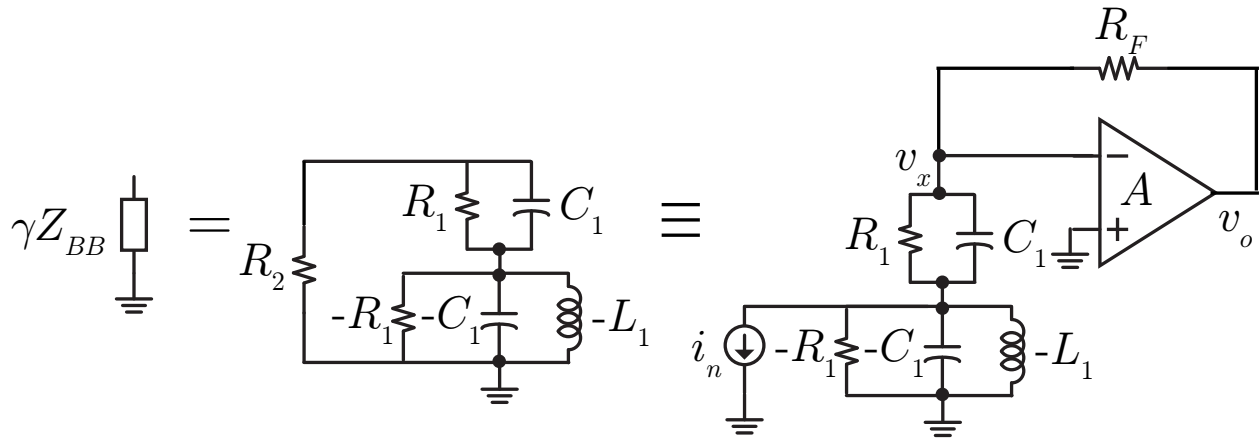 γZ_BB = R_2 R_1 C_1 -R_1 -C_1 -L_1
≡
R_F
v_x
− A
+
v_o
R_1 C_1
i_n -R_1 -C_1 -L_1